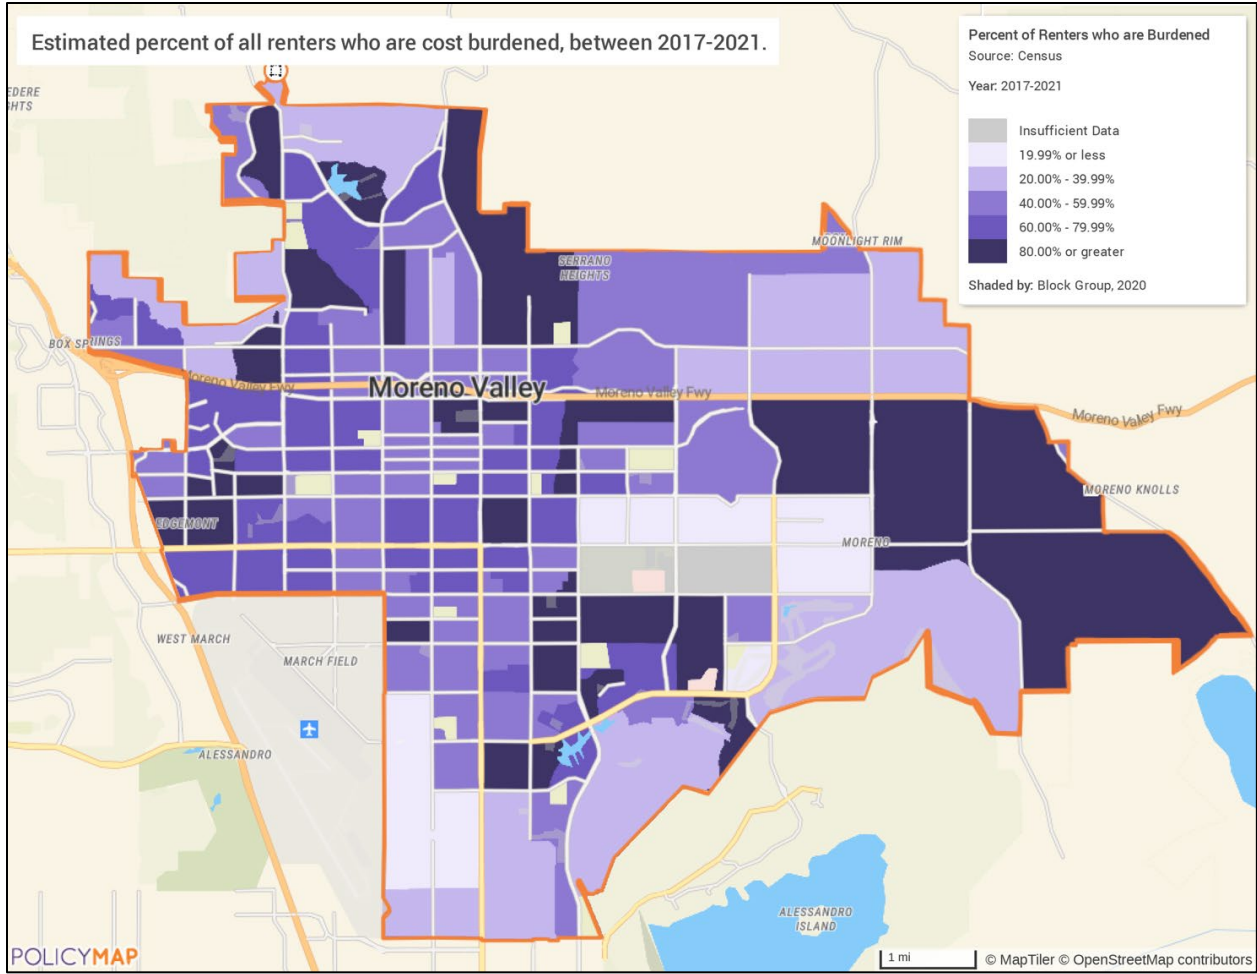 Estimated percent of all renters who are cost burdened, between 2017-2021.
Percent of Renters who are Burdened
Source: Census
Year: 2017-2021
Insufficient Data
19.99% or less
20.00% - 39.99%
40.00% - 59.99%
60.00% - 79.99%
80.00% or greater
Shaded by: Block Group, 2020
EDERE
GHTS
MOONLIGHT RIM
SERRANO
HEIGHTS
BOX SPRINGS
Moreno Valley Fwy
Moreno Valley
Moreno Valley Fwy
Moreno Valley Fwy
MORENO KNOLLS
EDGEMONT
MORENO
WEST MARCH
MARCH FIELD
ALESSANDRO
ALESSANDRO
ISLAND
POLICYMAP
1 mi
© MapTiler © OpenStreetMap contributors